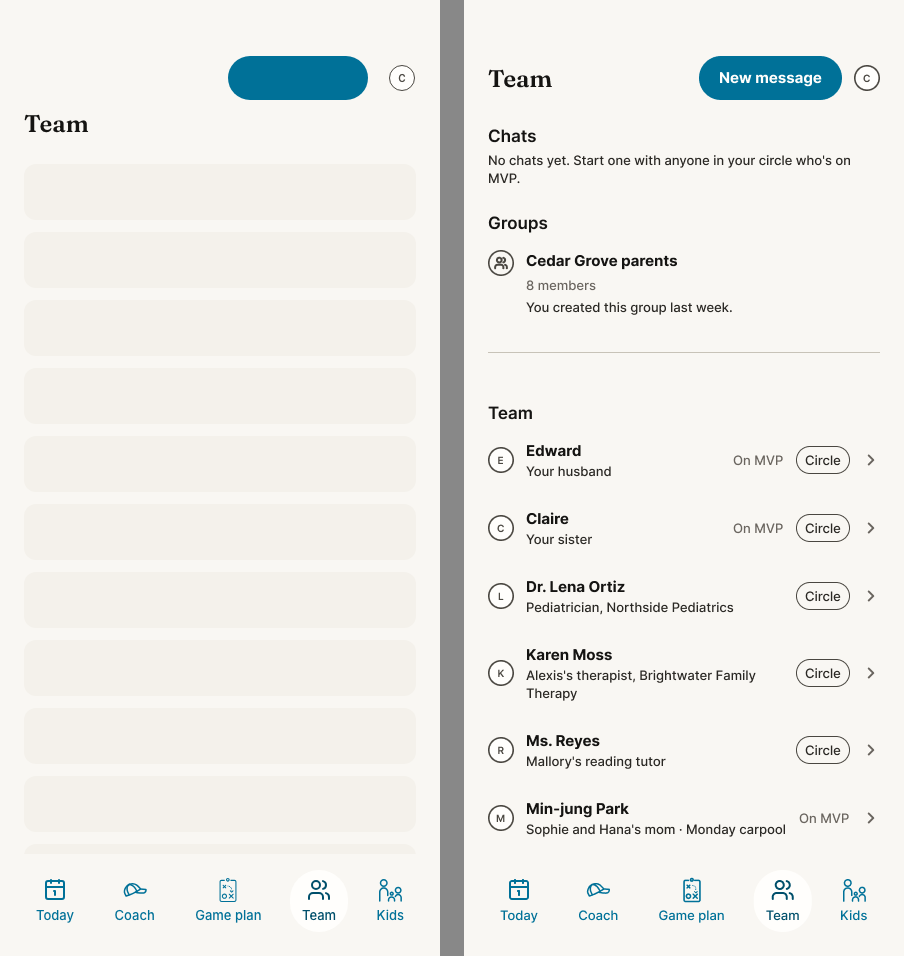 C
Team
Today
Coach
Game plan
Team
Kids
Team
New message
C
Chats
No chats yet. Start one with anyone in your circle who's on
MVP.
Groups
Cedar Grove parents
8 members
You created this group last week.
Team
E
Edward
Your husband
On MVP
Circle
C
Claire
Your sister
On MVP
Circle
L
Dr. Lena Ortiz
Pediatrician, Northside Pediatrics
Circle
K
Karen Moss
Alexis's therapist, Brightwater Family
Therapy
Circle
R
Ms. Reyes
Mallory's reading tutor
Circle
M
Min-jung Park
Sophie and Hana's mom · Monday carpool
On MVP
Today
Coach
Game plan
Team
Kids